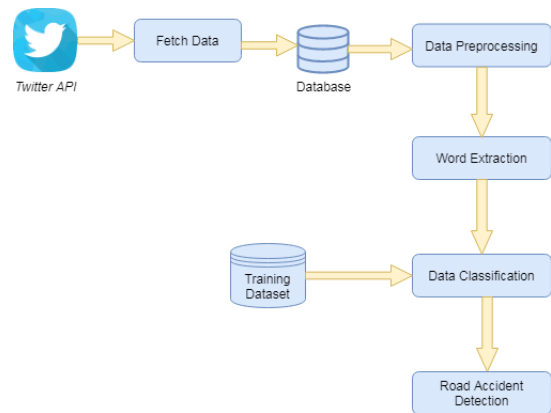 Fetch Data
Data Preprocessing
Twitter API
Database
Word Extraction
Training
Dataset
Data Classification
Road Accident
Detection